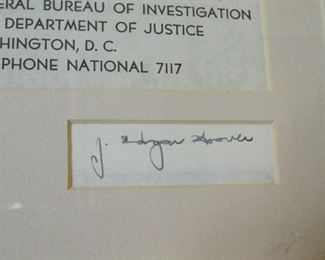 ERAL BUREAU OF INVESTIGATION
DEPARTMENT OF JUSTICE
HINGTON, D. C.
PHONE NATIONAL 7117
J. Edgar Hoover